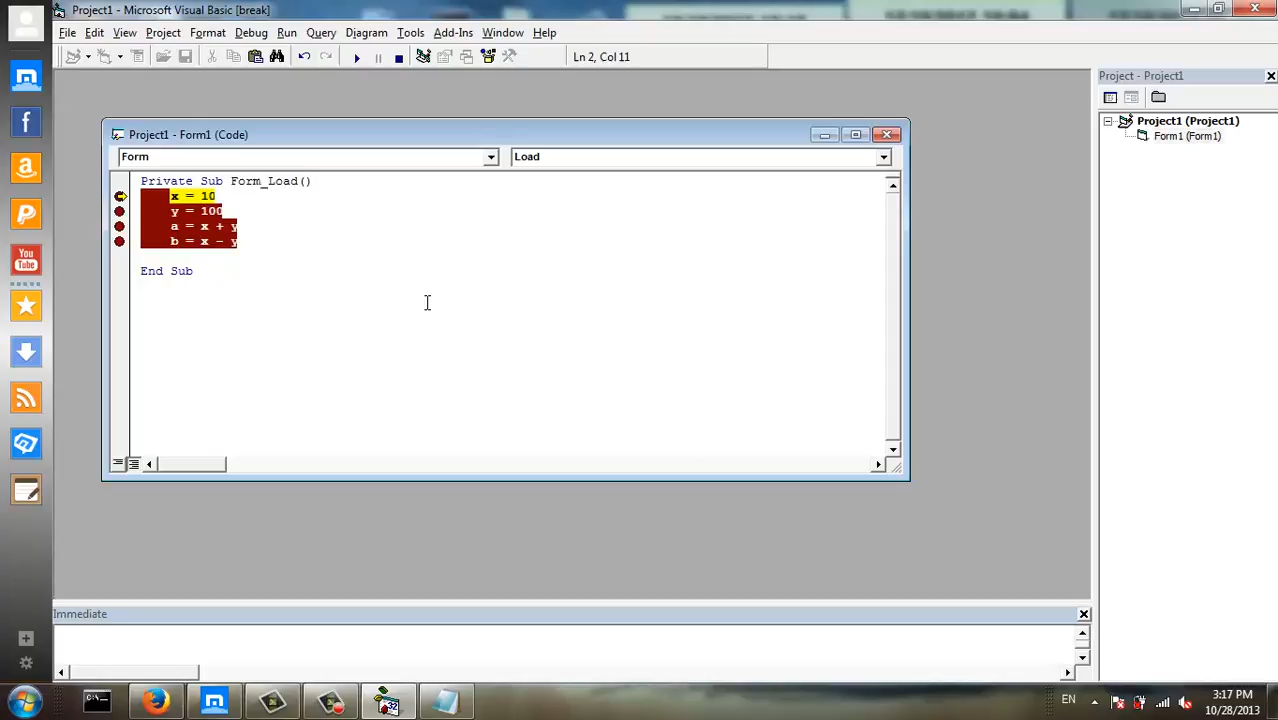 Project1 - Microsoft Visual Basic [break]
File Edit View Project Format Debug Run Query Diagram Tools Add-Ins Window Help
Ln 2, Col 11
Project - Project1
Project1 (Project1)
Form1 (Form1)
Project1 - Form1 (Code)
Form
Load
Private Sub Form_Load()
x = 10
y = 100
a = x + y
b = x - y
End Sub
Immediate
f
a
P
You
Tube
C:\
EN
3:17 PM
10/28/2013